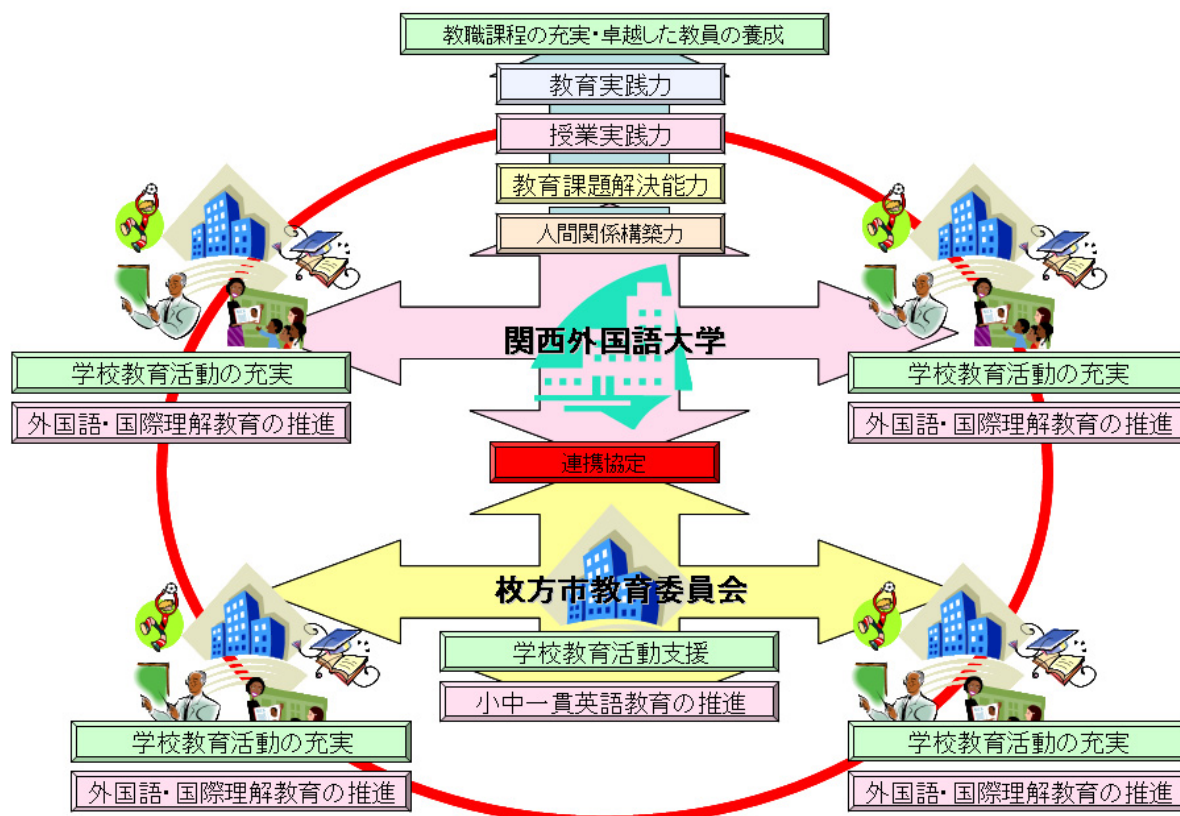 教職課程の充実・卓越した教員の養成
教育実践力
授業実践力
教育課題解決能力
人間関係構築力
関西外国語大学
学校教育活動の充実
外国語・国際理解教育の推進
学校教育活動の充実
外国語・国際理解教育の推進
連携協定
枚方市教育委員会
学校教育活動支援
小中一貫英語教育の推進
学校教育活動の充実
外国語・国際理解教育の推進
学校教育活動の充実
外国語・国際理解教育の推進